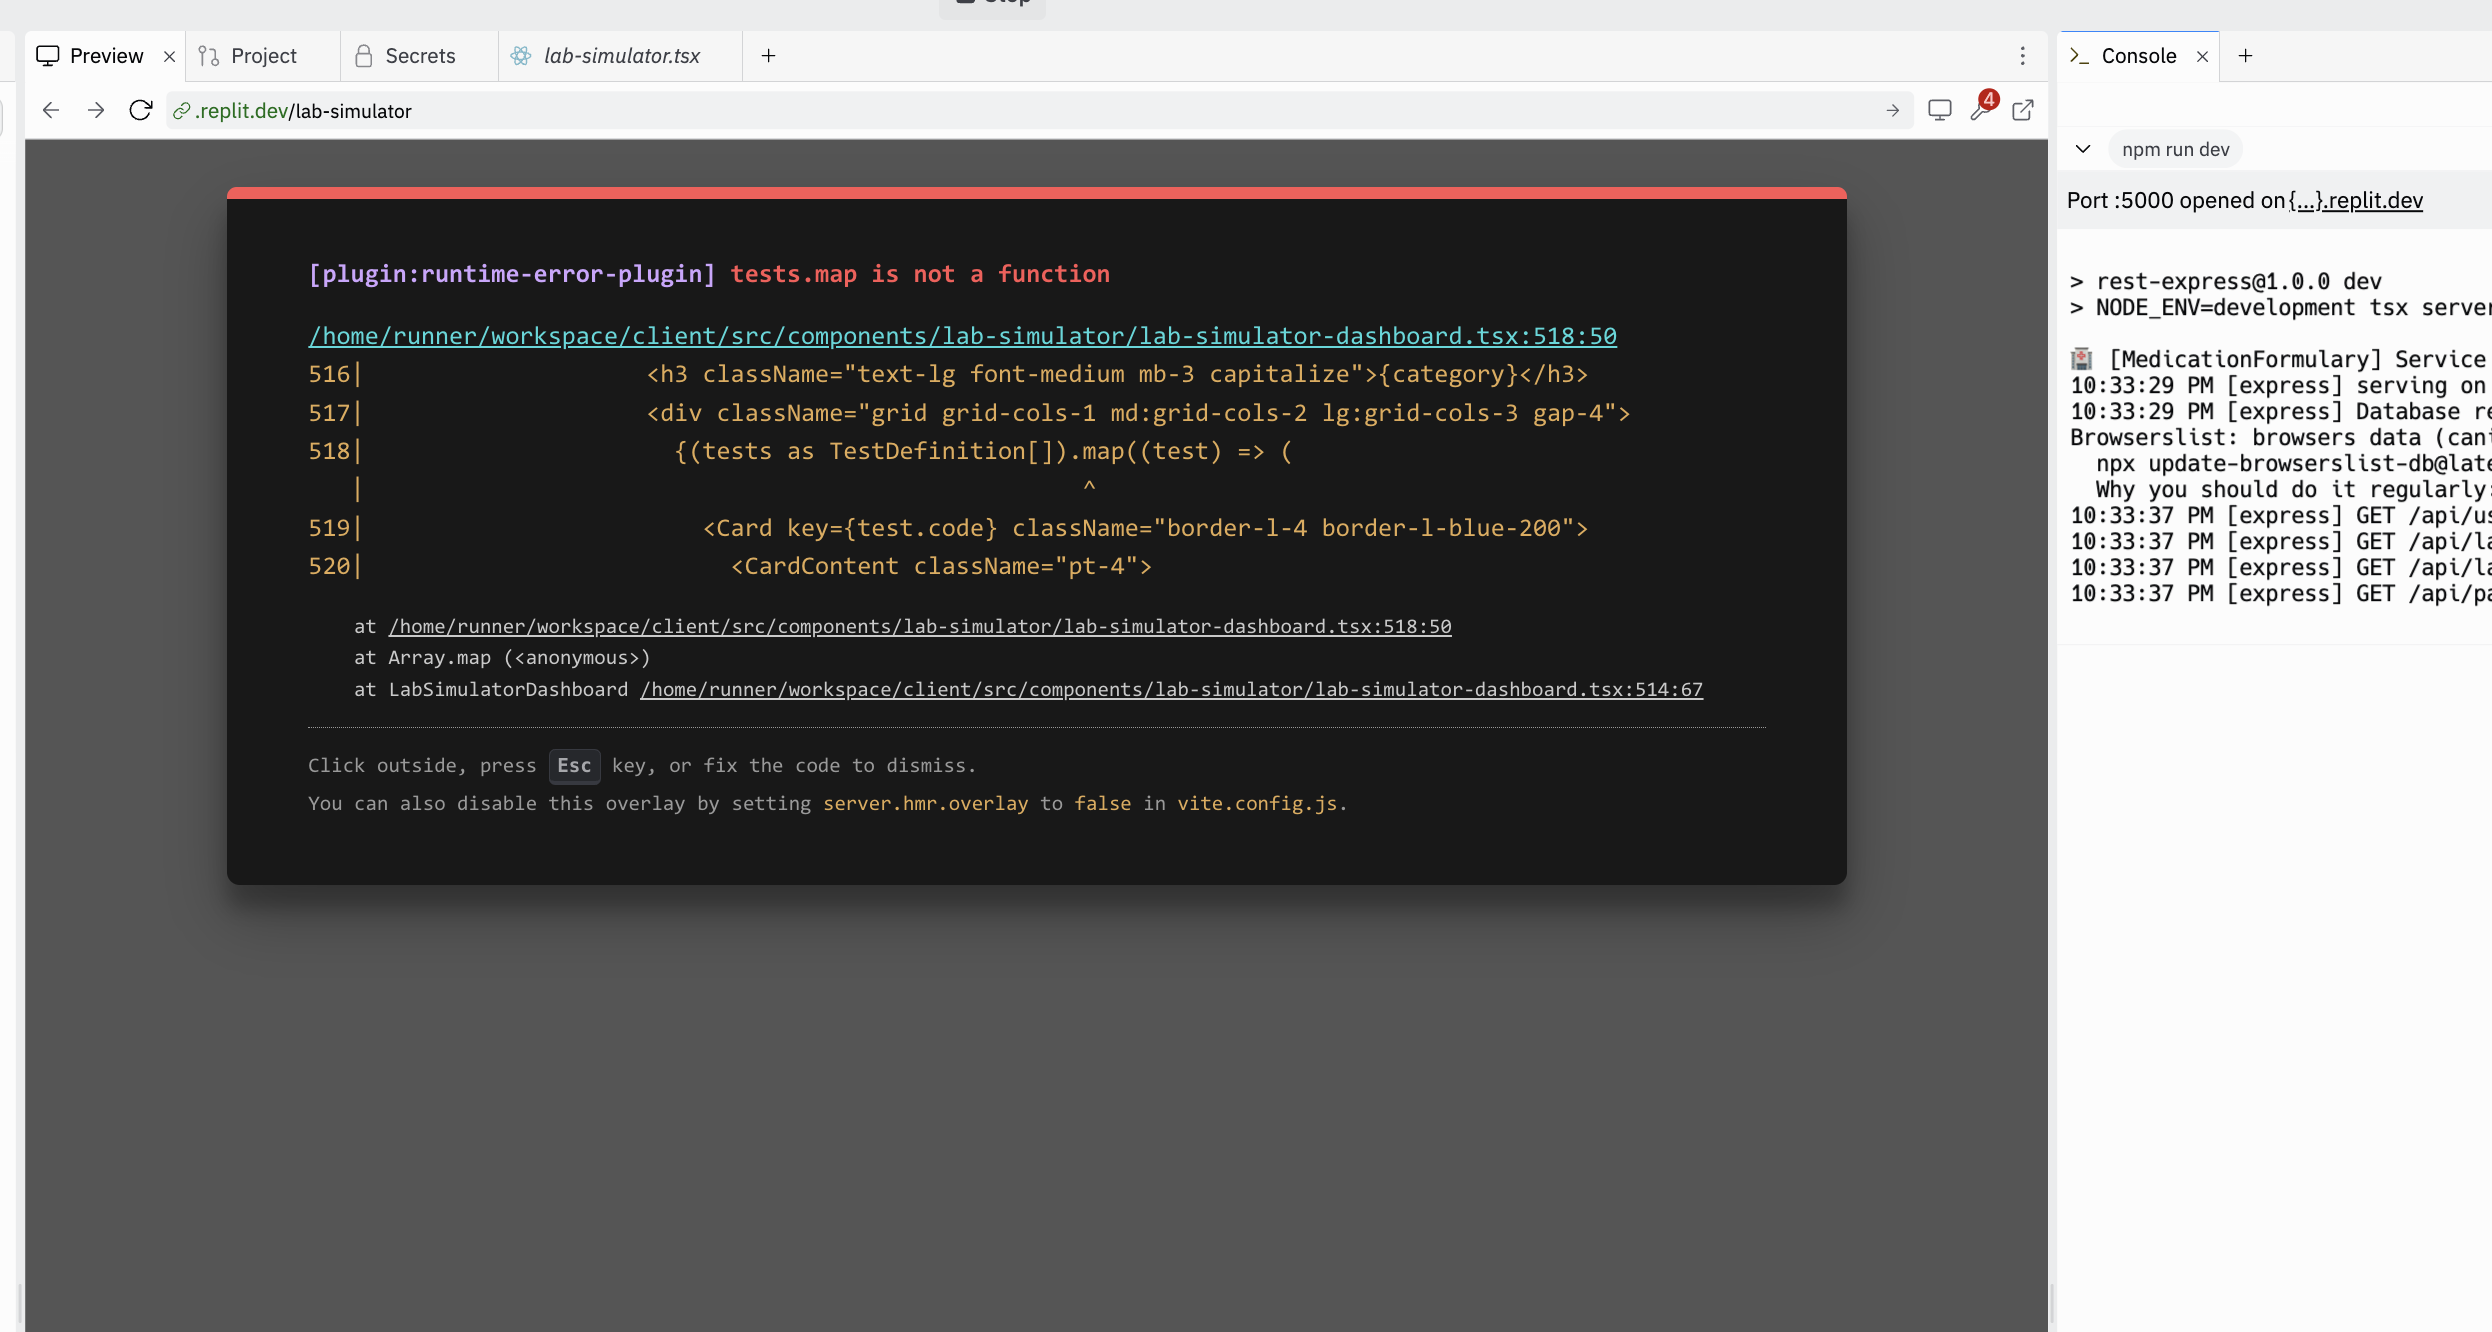 Preview
Project
Secrets
lab-simulator.tsx
Console
.replit.dev/lab-simulator
4
npm run dev
Port :5000 opened on {...}.replit.dev
[plugin:runtime-error-plugin] tests.map is not a function
/home/runner/workspace/client/src/components/lab-simulator/lab-simulator-dashboard.tsx:518:50
516| <h3 className="text-lg font-medium mb-3 capitalize">{category}</h3>
517| <div className="grid grid-cols-1 md:grid-cols-2 lg:grid-cols-3 gap-4">
518| {(tests as TestDefinition[]).map((test) => (
| ^
519| <Card key={test.code} className="border-l-4 border-l-blue-200">
520| <CardContent className="pt-4">
at /home/runner/workspace/client/src/components/lab-simulator/lab-simulator-dashboard.tsx:518:50
at Array.map (<anonymous>)
at LabSimulatorDashboard /home/runner/workspace/client/src/components/lab-simulator/lab-simulator-dashboard.tsx:514:67
Click outside, press Esc key, or fix the code to dismiss.
You can also disable this overlay by setting server.hmr.overlay to false in vite.config.js.
> rest-express@1.0.0 dev
> NODE_ENV=development tsx server
[MedicationFormulary] Service
10:33:29 PM [express] serving on
10:33:29 PM [express] Database re
Browserslist: browsers data (cani
npx update-browserslist-db@late
Why you should do it regularly:
10:33:37 PM [express] GET /api/us
10:33:37 PM [express] GET /api/la
10:33:37 PM [express] GET /api/la
10:33:37 PM [express] GET /api/pa